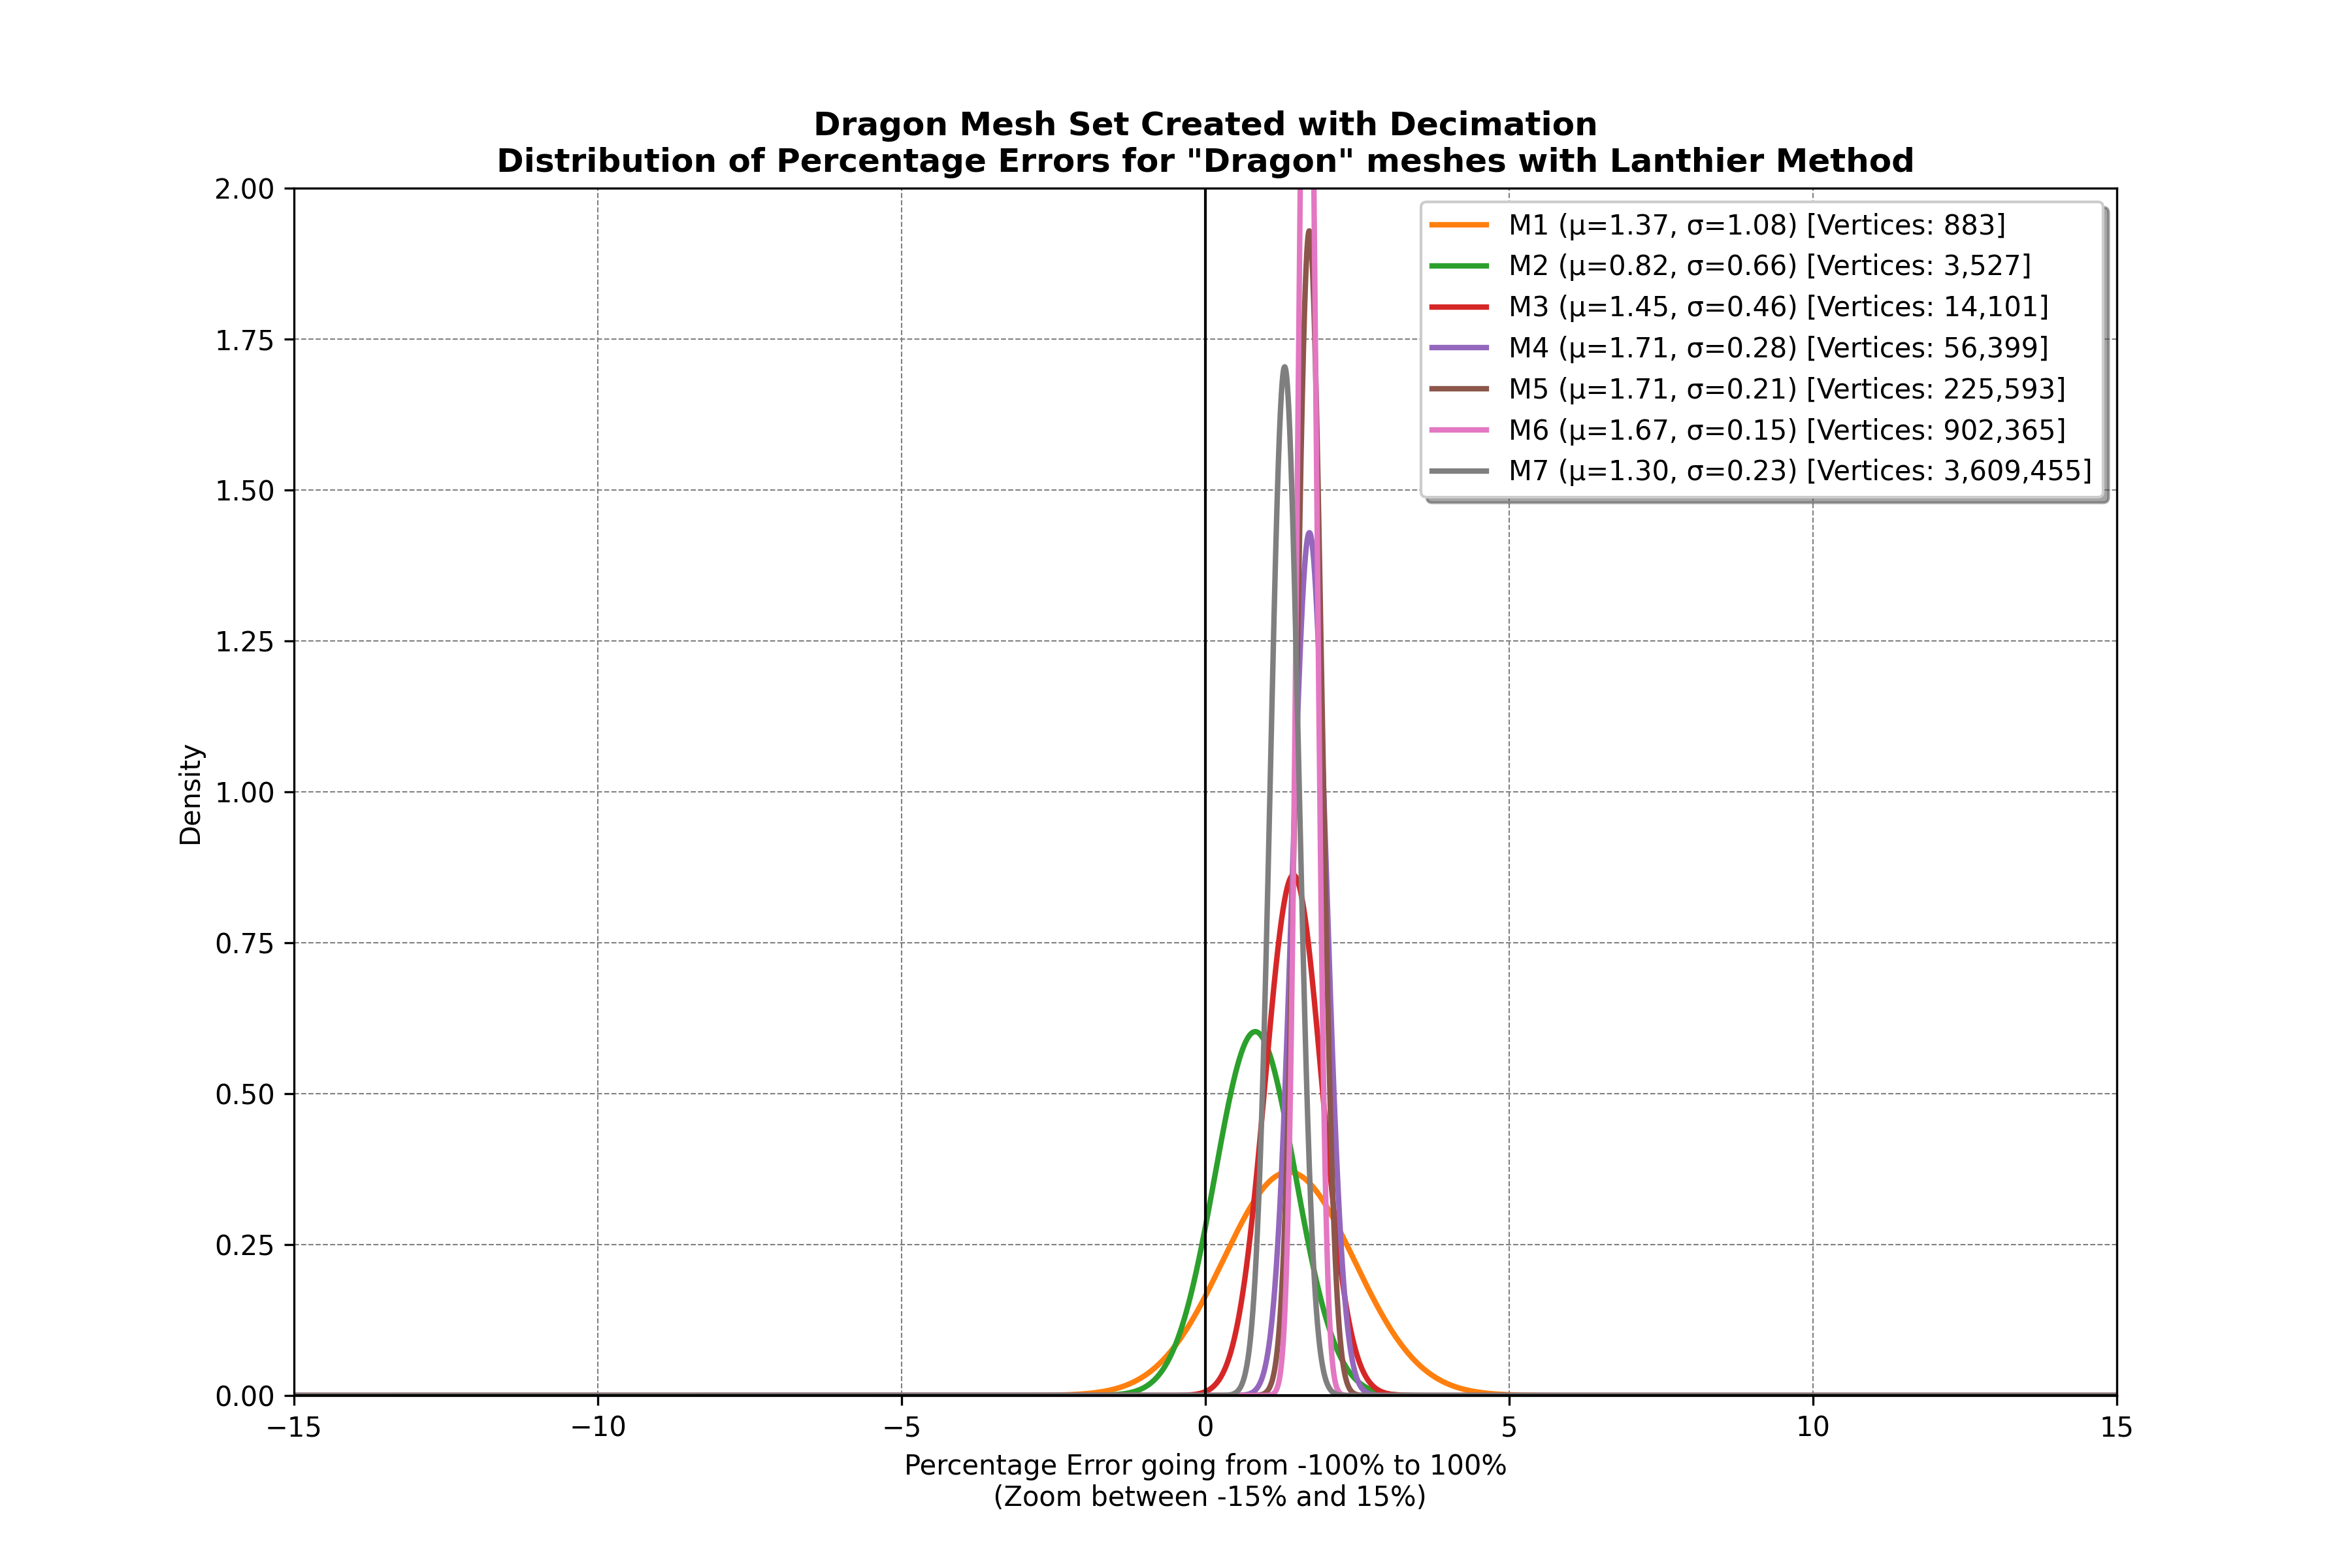 Dragon Mesh Set Created with Decimation
Distribution of Percentage Errors for "Dragon" meshes with Lanthier Method
2.00
1.75
1.50
1.25
1.00
0.75
0.50
0.25
0.00
Density
M1 (μ=1.37, σ=1.08) [Vertices: 883]
M2 (μ=0.82, σ=0.66) [Vertices: 3,527]
M3 (μ=1.45, σ=0.46) [Vertices: 14,101]
M4 (μ=1.71, σ=0.28) [Vertices: 56,399]
M5 (μ=1.71, σ=0.21) [Vertices: 225,593]
M6 (μ=1.67, σ=0.15) [Vertices: 902,365]
M7 (μ=1.30, σ=0.23) [Vertices: 3,609,455]
−15 −10 −5 0 5 10 15
Percentage Error going from -100% to 100%
(Zoom between -15% and 15%)